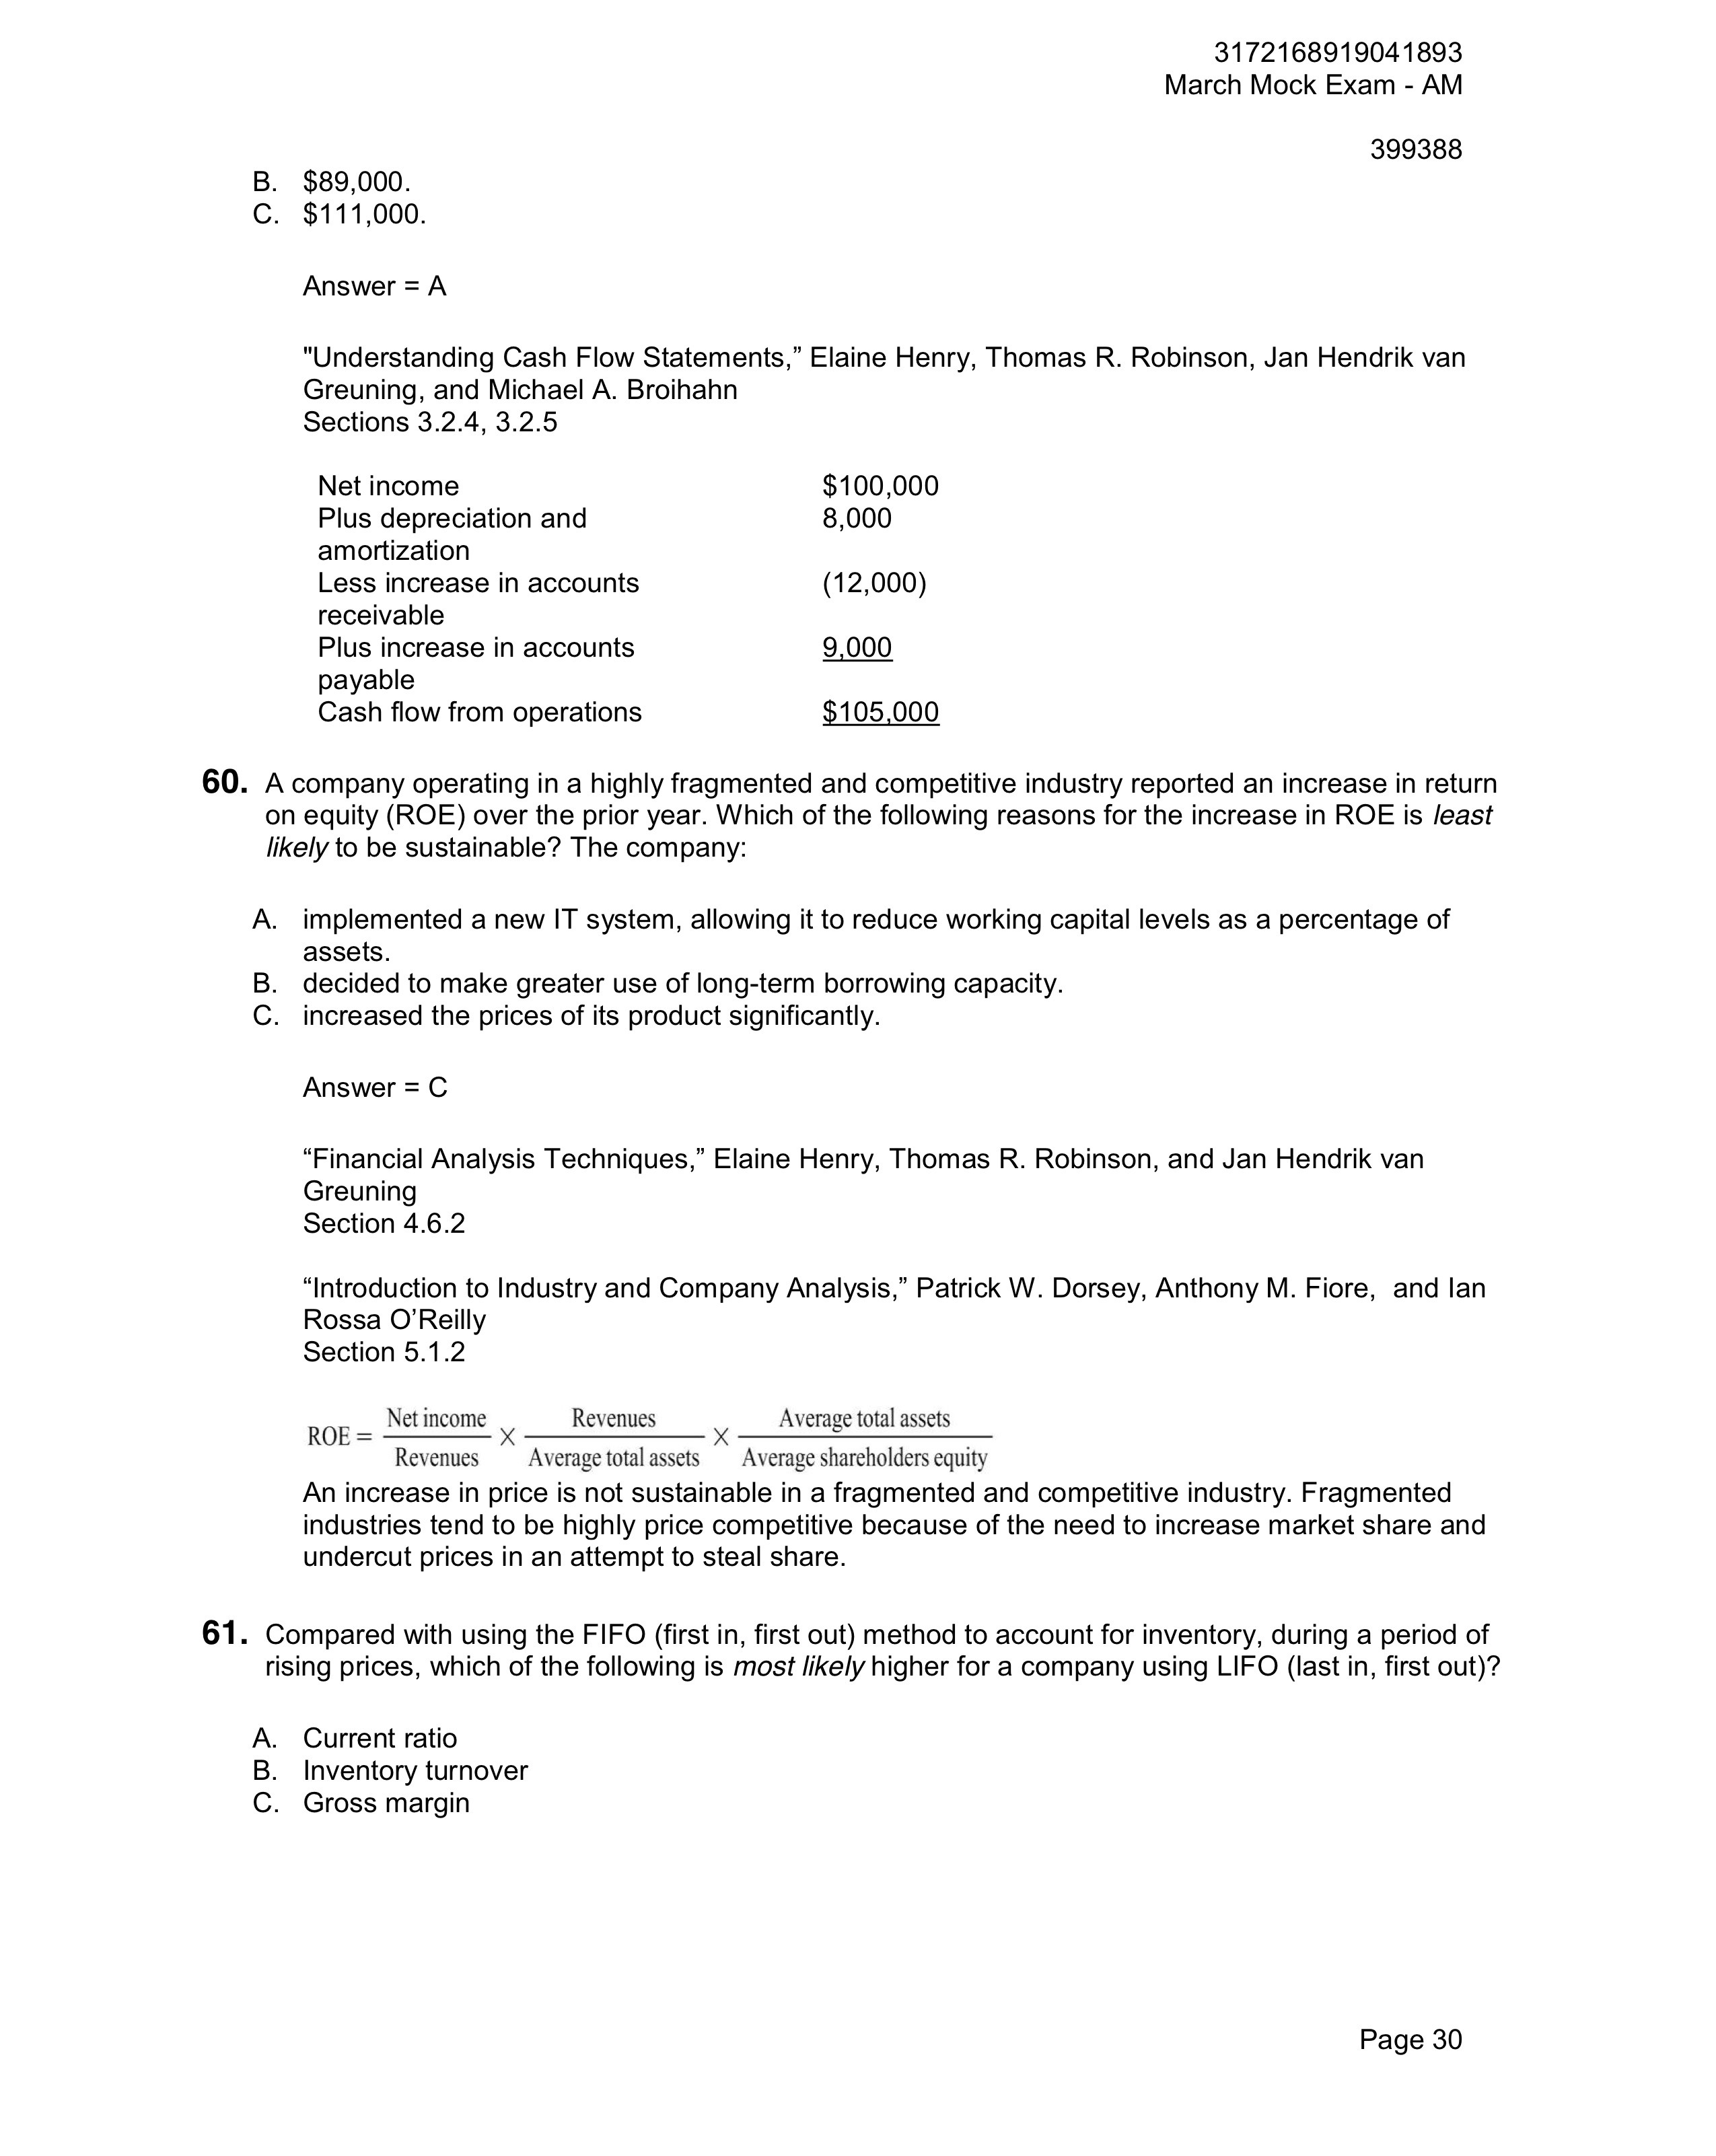 3172168919041893
March Mock Exam - AM
399388
B. $89,000.
C. $111,000.
Answer = A
"Understanding Cash Flow Statements,” Elaine Henry, Thomas R. Robinson, Jan Hendrik van
Greuning, and Michael A. Broihahn
Sections 3.2.4, 3.2.5
Net income $100,000
Plus depreciation and 8,000
amortization
Less increase in accounts (12,000)
receivable
Plus increase in accounts 9,000
payable
Cash flow from operations $105,000
60. A company operating in a highly fragmented and competitive industry reported an increase in return
on equity (ROE) over the prior year. Which of the following reasons for the increase in ROE is least
likely to be sustainable? The company:
A. implemented a new IT system, allowing it to reduce working capital levels as a percentage of
assets.
B. decided to make greater use of long-term borrowing capacity.
C. increased the prices of its product significantly.
Answer = C
“Financial Analysis Techniques,” Elaine Henry, Thomas R. Robinson, and Jan Hendrik van
Greuning
Section 4.6.2
“Introduction to Industry and Company Analysis,” Patrick W. Dorsey, Anthony M. Fiore, and Ian
Rossa O’Reilly
Section 5.1.2
ROE = Net income / Revenues × Revenues / Average total assets × Average total assets / Average shareholders equity
An increase in price is not sustainable in a fragmented and competitive industry. Fragmented
industries tend to be highly price competitive because of the need to increase market share and
undercut prices in an attempt to steal share.
61. Compared with using the FIFO (first in, first out) method to account for inventory, during a period of
rising prices, which of the following is most likely higher for a company using LIFO (last in, first out)?
A. Current ratio
B. Inventory turnover
C. Gross margin
Page 30